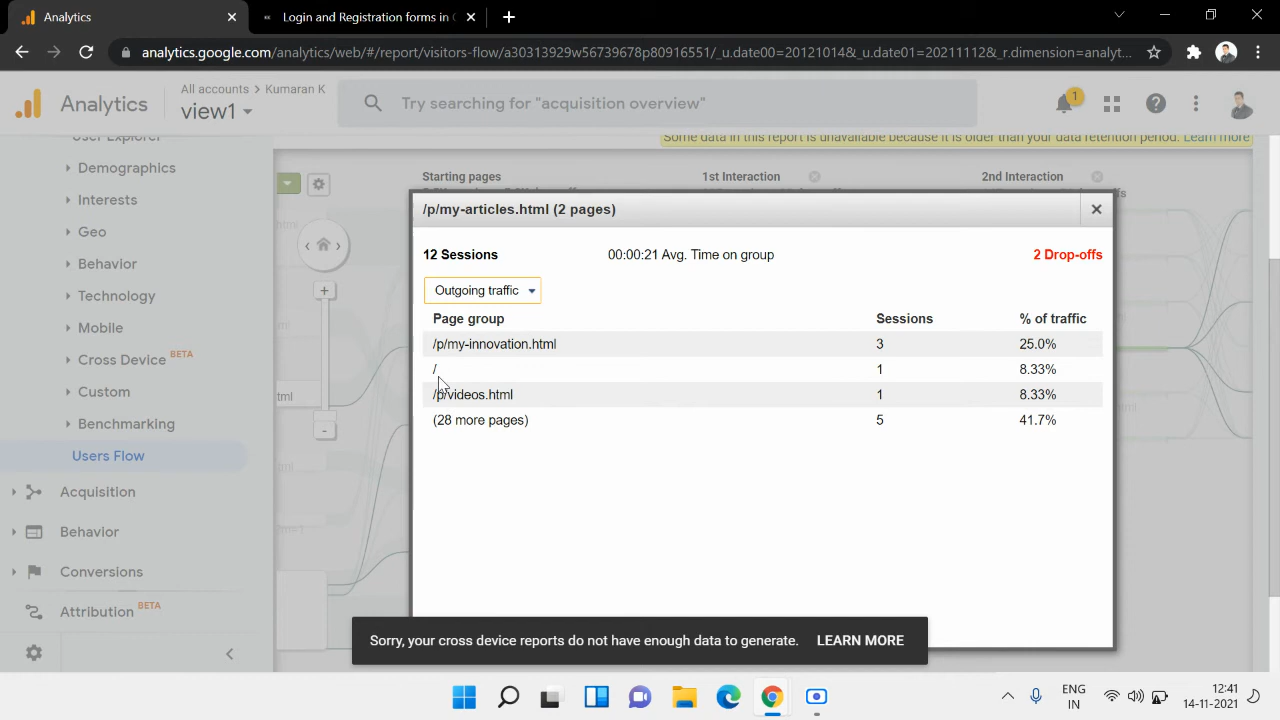 Analytics
Login and Registration forms in
analytics.google.com/analytics/web/#/report/visitors-flow/a30313929w56739678p80916551/_u.date00=20121014&_u.date01=20211112&_r.dimension=analyt...
Analytics
All accounts > Kumaran K
view1
Try searching for "acquisition overview"
1
User Explorer
Some data in this report is unavailable because it is older than your data retention period. Learn more
Demographics
Interests
Geo
Behavior
Technology
Mobile
Cross Device BETA
Custom
Benchmarking
Users Flow
Acquisition
Behavior
Conversions
Attribution BETA
Starting pages
1st Interaction
2nd Interaction
/p/my-articles.html (2 pages)
12 Sessions
00:00:21 Avg. Time on group
2 Drop-offs
Outgoing traffic
Page group Sessions % of traffic
/p/my-innovation.html 3 25.0%
/ 1 8.33%
/p/videos.html 1 8.33%
(28 more pages) 5 41.7%
Sorry, your cross device reports do not have enough data to generate. LEARN MORE
ENG
IN
12:41
14-11-2021